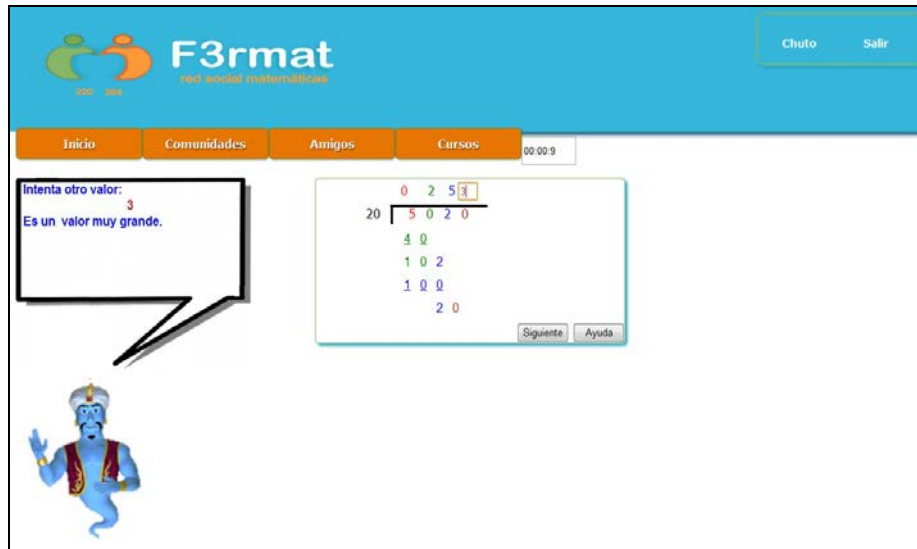 F3rmat
red social matemáticas
220 284
Chuto Salir
Inicio Comunidades Amigos Cursos 00:00:9
Intenta otro valor:
3
Es un valor muy grande.
0 2 5 3
20 5 0 2 0
4 0
1 0 2
1 0 0
2 0
Siguiente Ayuda